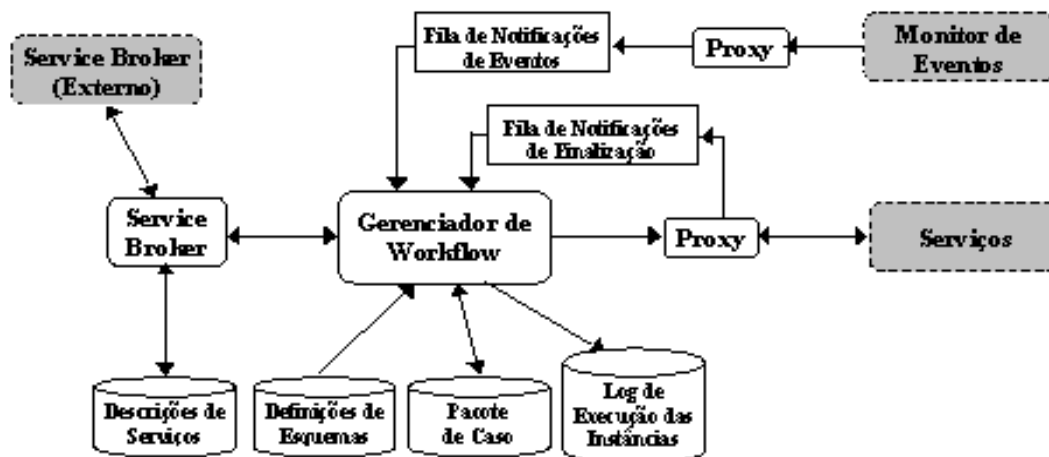 Fila de Notificações
de Eventos
Proxy
Monitor de
Eventos
Service Broker
(Externo)
Fila de Notificações
de Finalização
Service
Broker
Gerenciador de
Workflow
Proxy
Serviços
Descrições de
Serviços
Definições de
Esquemas
Pacote
de Caso
Log de
Execução das
Instâncias